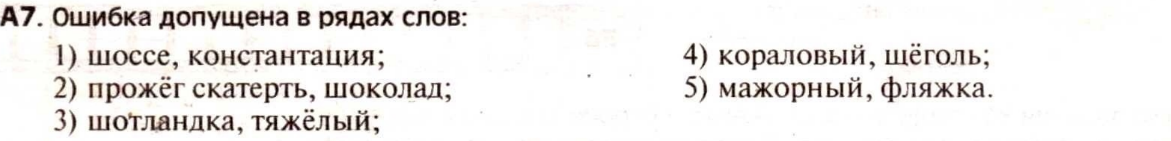 А7. Ошибка допущена в рядах слов:
1) шоссе, константация;
2) прожёг скатерть, шоколад;
3) шотландка, тяжёлый;
4) кораловый, щёголь;
5) мажорный, фляжка.